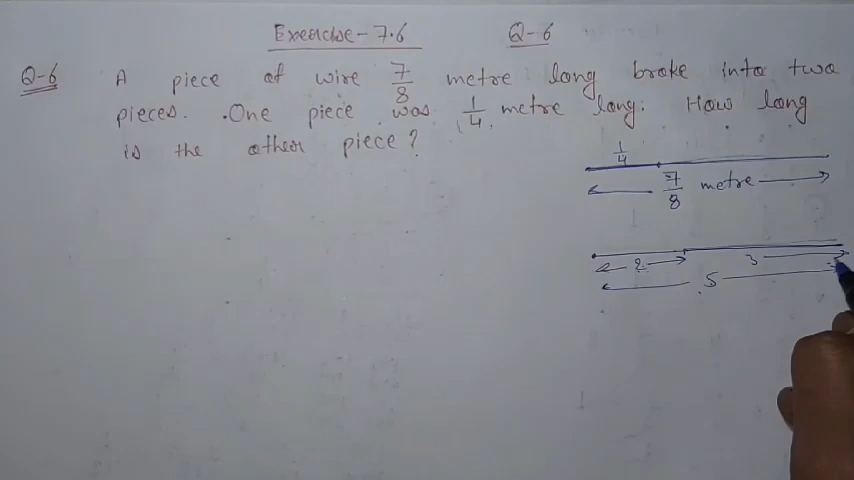 Exercise-7.6 Q-6
Q-6 A piece of wire 7/8 metre long broke into two
pieces. One piece was 1/4 metre long. How long
is the other piece?
1/4
7/8 metre
2 3
5